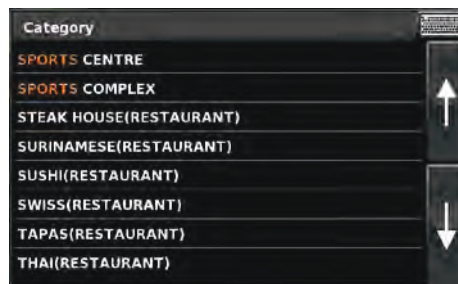 Category
SPORTS CENTRE
SPORTS COMPLEX
STEAK HOUSE(RESTAURANT)
SURINAMESE(RESTAURANT)
SUSHI(RESTAURANT)
SWISS(RESTAURANT)
TAPAS(RESTAURANT)
THAI(RESTAURANT)